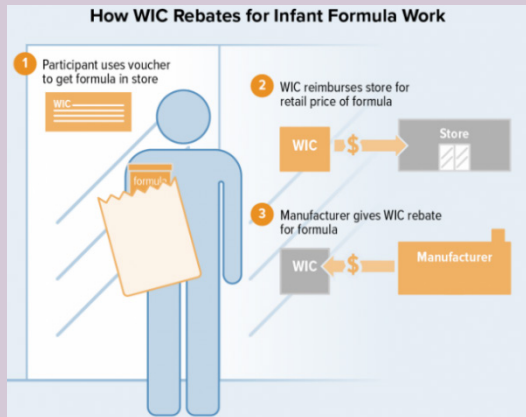 How WIC Rebates for Infant Formula Work
1 Participant uses voucher
to get formula in store
WIC
formula
2 WIC reimburses store for
retail price of formula
WIC $ Store
3 Manufacturer gives WIC rebate
for formula
WIC $ Manufacturer